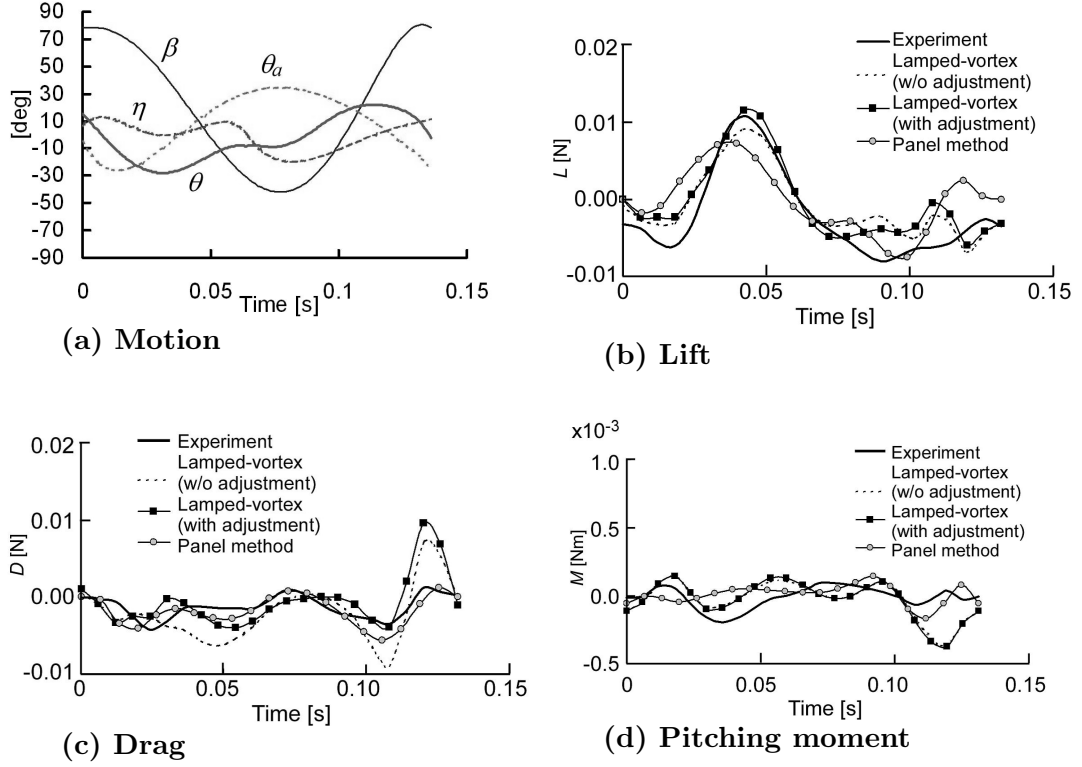 90
70
50
30
10
-10
-30
-50
-70
-90
[deg]
β
θa
η
θ
0
0.05
0.10
0.15
Time [s]
(a) Motion
0.02
0.01
0.00
-0.01
L [N]
Experiment
Lamped-vortex
(w/o adjustment)
Lamped-vortex
(with adjustment)
Panel method
0
0.05
0.10
0.15
Time [s]
(b) Lift
0.02
0.01
0.00
-0.01
D [N]
Experiment
Lamped-vortex
(w/o adjustment)
Lamped-vortex
(with adjustment)
Panel method
0
0.05
0.10
0.15
Time [s]
(c) Drag
x10-3
1.0
0.5
0.0
-0.5
M [Nm]
Experiment
Lamped-vortex
(w/o adjustment)
Lamped-vortex
(with adjustment)
Panel method
0
0.05
0.10
0.15
Time [s]
(d) Pitching moment